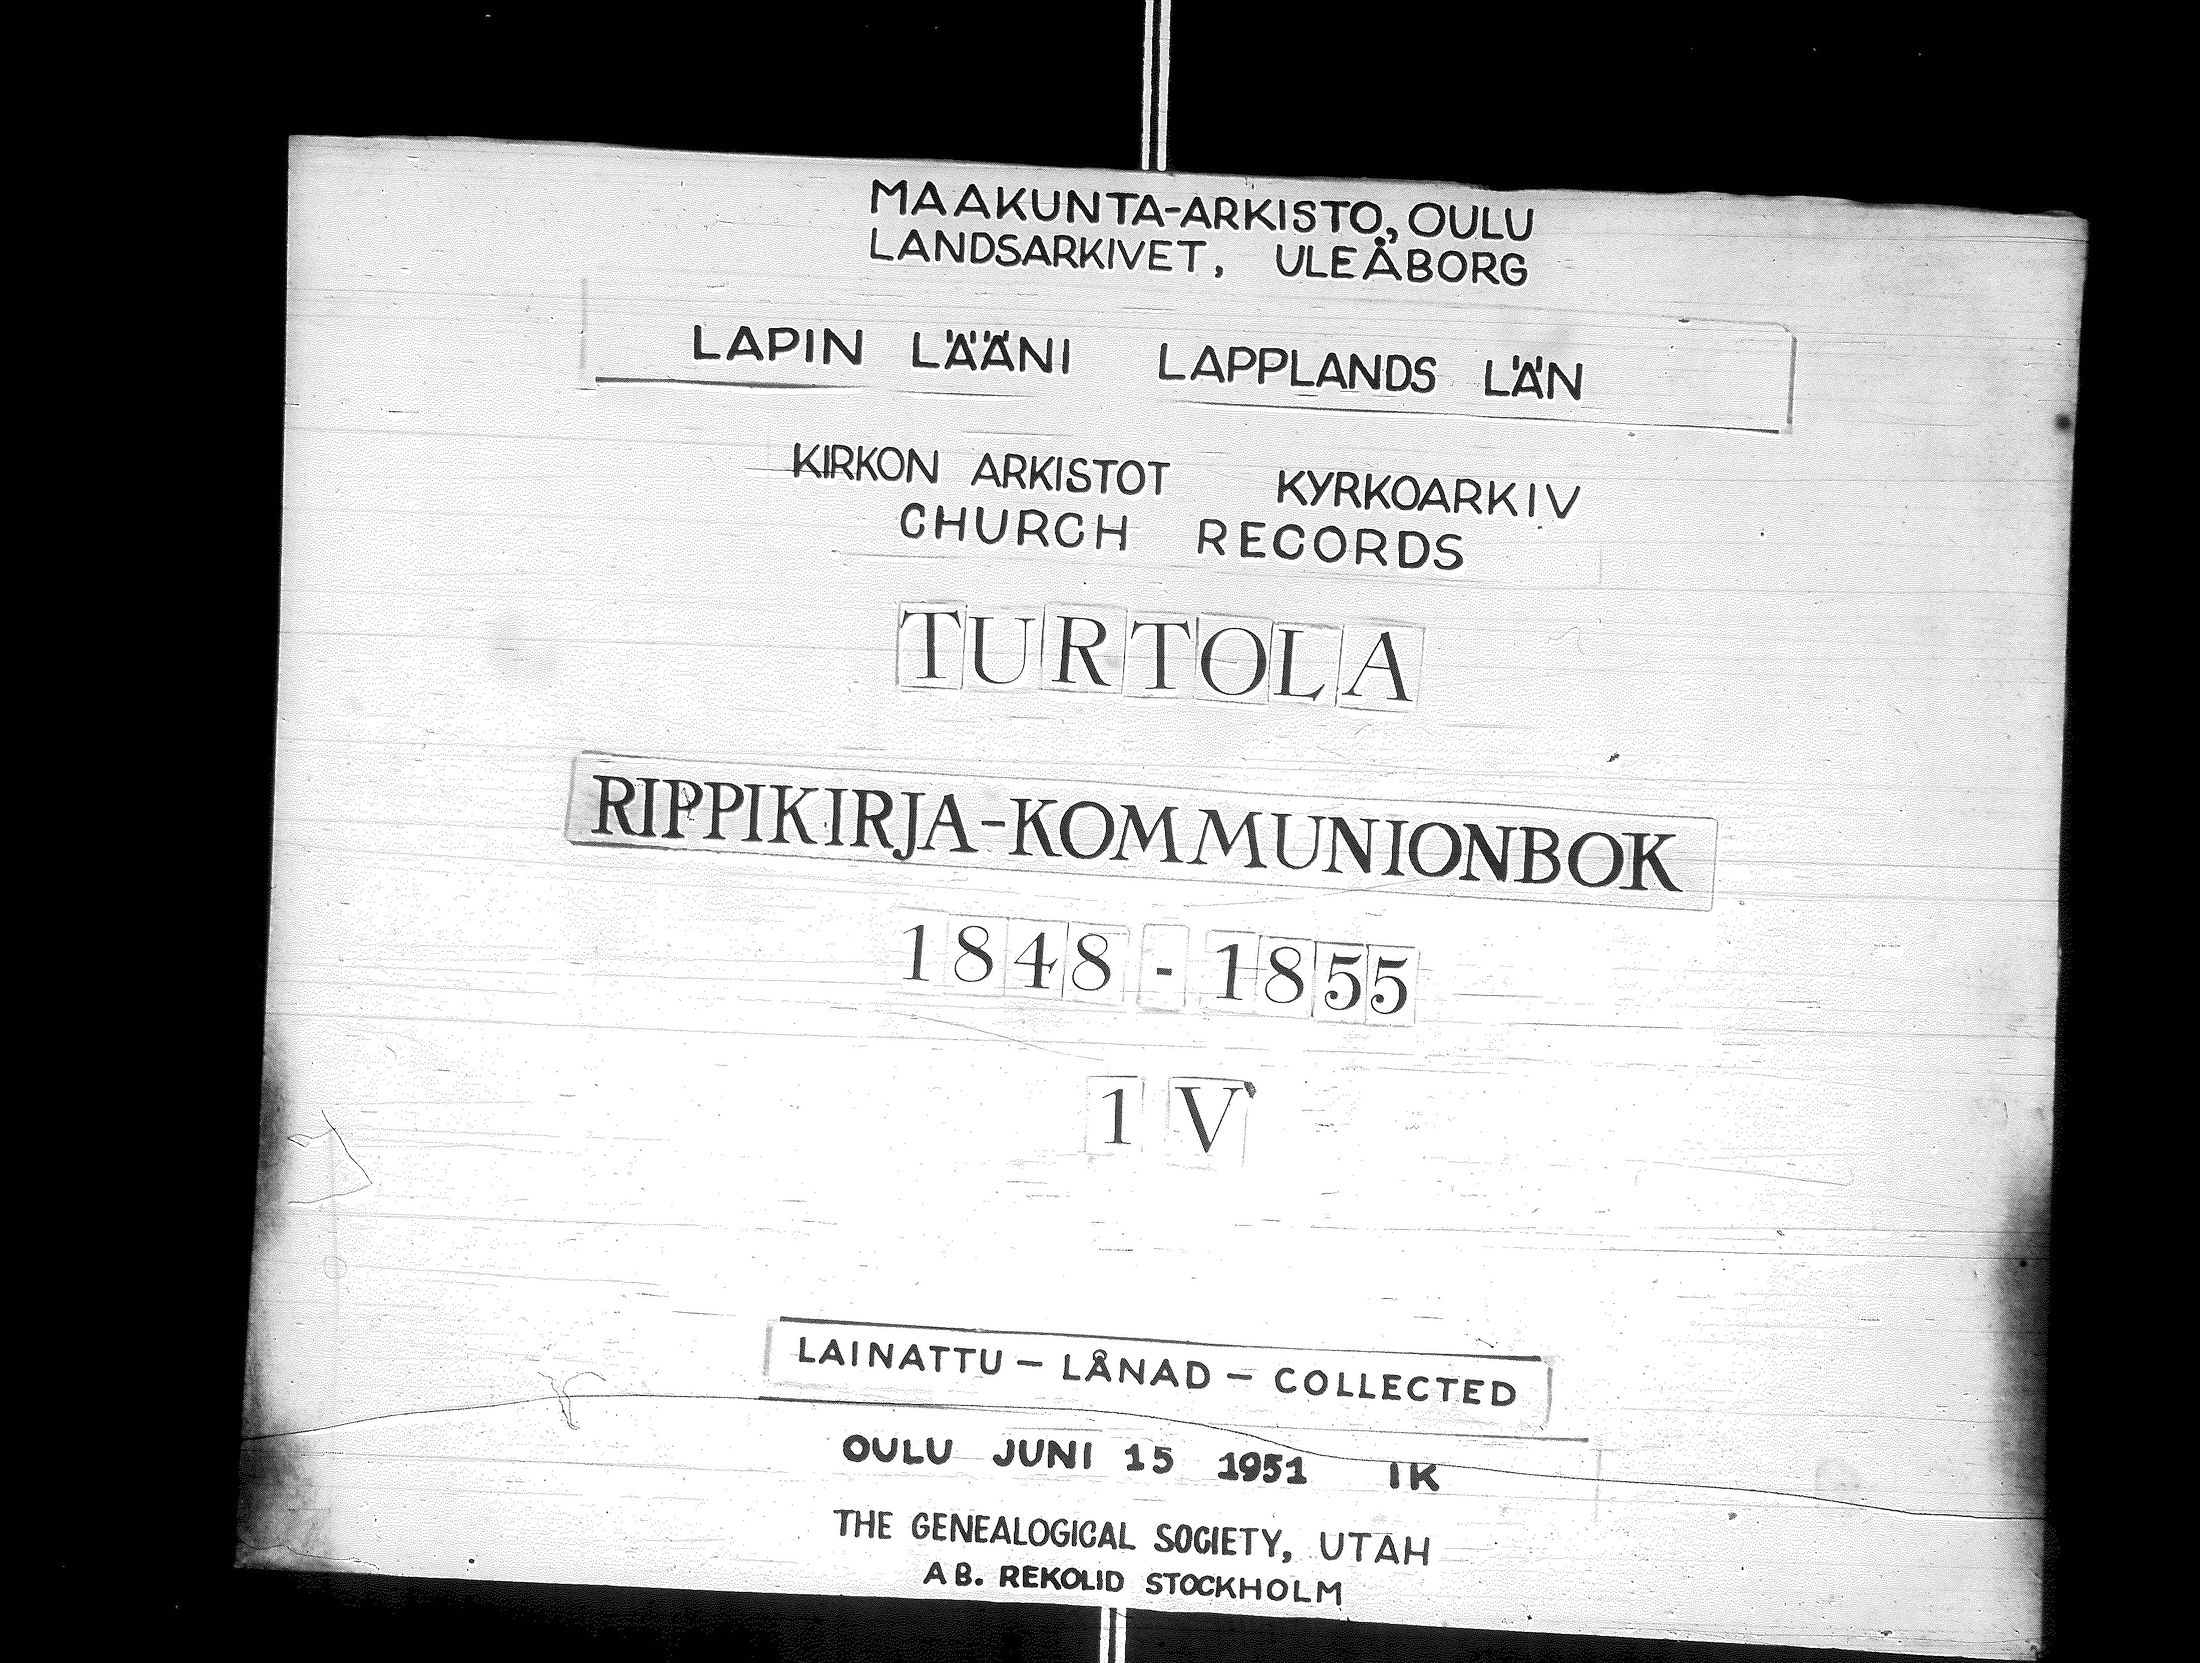 MAAKUNTA-ARKISTO, OULU
LANDSARKIVET, ULEÅBORG
LAPIN LÄÄNI LAPPLANDS LÄN
KIRKON ARKISTOT KYRKOARKIV
CHURCH RECORDS
TURTOLA
RIPPIKIRJA-KOMMUNIONBOK
1848 - 1855
1 V
LAINATTU - LÅNAD - COLLECTED
OULU JUNI 15 1951 IK
THE GENEALOGICAL SOCIETY, UTAH
AB. REKOLID STOCKHOLM